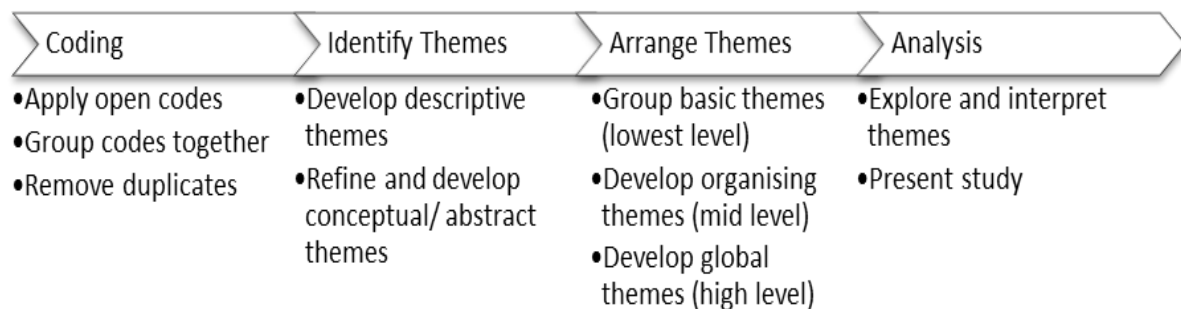 Coding
•Apply open codes
•Group codes together
•Remove duplicates
Identify Themes
•Develop descriptive
themes
•Refine and develop
conceptual/ abstract
themes
Arrange Themes
•Group basic themes
(lowest level)
•Develop organising
themes (mid level)
•Develop global
themes (high level)
Analysis
•Explore and interpret
themes
•Present study